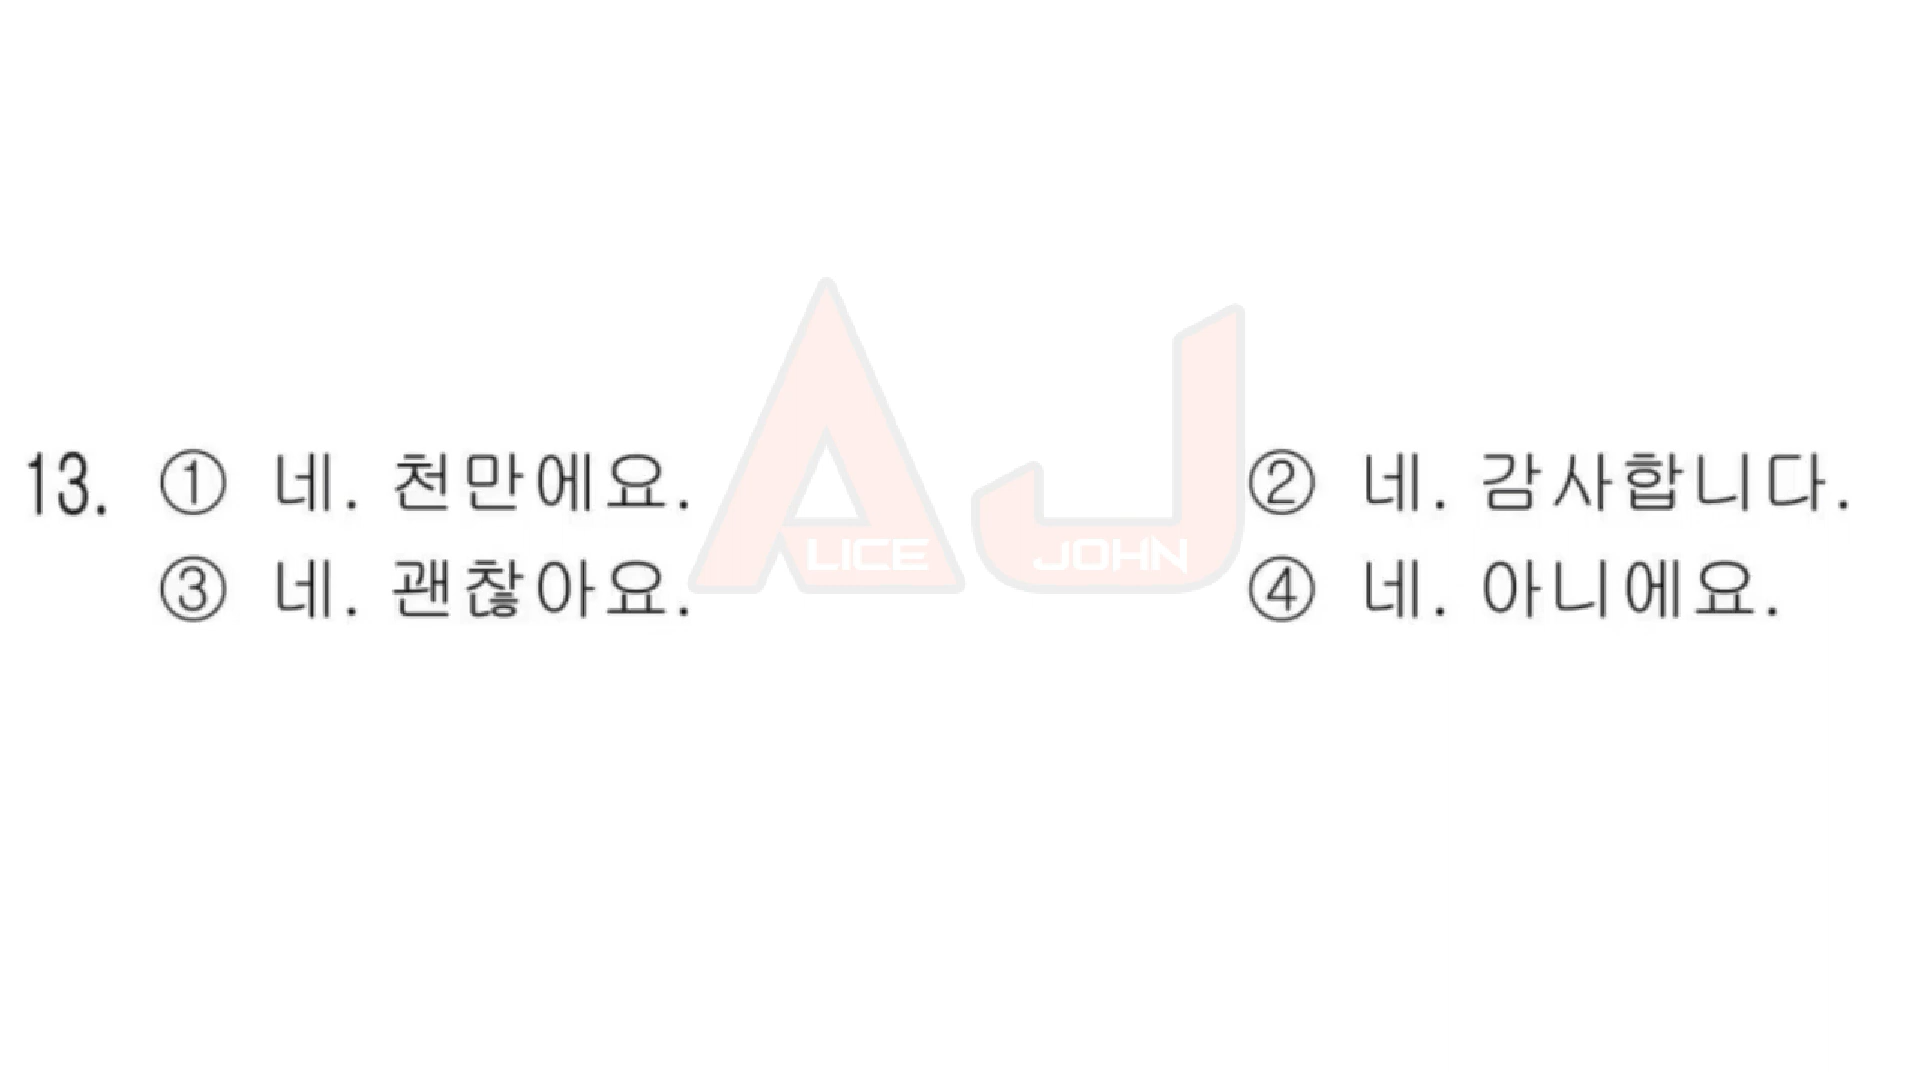 13. ① 네. 천만에요. ② 네. 감사합니다.
③ 네. 괜찮아요. ④ 네. 아니에요.
ALICE JOHN